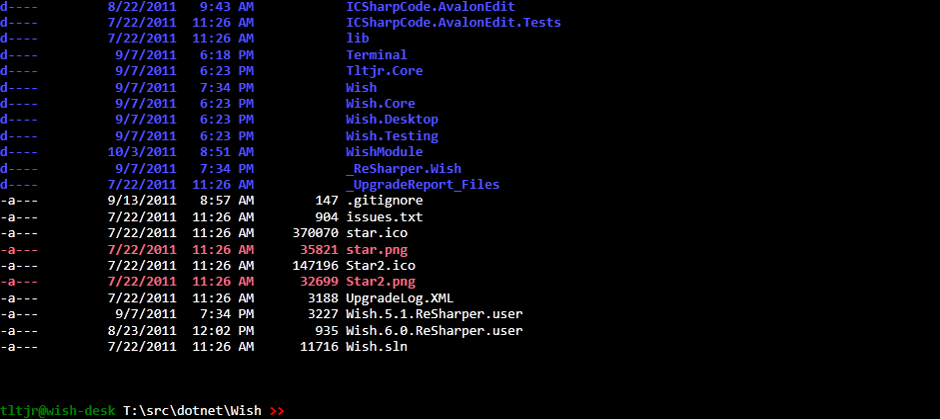 d----         8/22/2011   9:43 AM            ICSharpCode.AvalonEdit
d----         7/22/2011  11:26 AM            ICSharpCode.AvalonEdit.Tests
d----         7/22/2011  11:26 AM            lib
d----          9/7/2011   6:18 PM            Terminal
d----          9/7/2011   6:23 PM            Tltjr.Core
d----          9/7/2011   7:34 PM            Wish
d----          9/7/2011   6:23 PM            Wish.Core
d----          9/7/2011   6:23 PM            Wish.Desktop
d----          9/7/2011   6:23 PM            Wish.Testing
d----         10/3/2011   8:51 AM            WishModule
d----          9/7/2011   7:34 PM            _ReSharper.Wish
d----         7/22/2011  11:26 AM            _UpgradeReport_Files
-a---         9/13/2011   8:57 AM        147 .gitignore
-a---         7/22/2011  11:26 AM        904 issues.txt
-a---         7/22/2011  11:26 AM     370070 star.ico
-a---         7/22/2011  11:26 AM      35821 star.png
-a---         7/22/2011  11:26 AM     147196 Star2.ico
-a---         7/22/2011  11:26 AM      32699 Star2.png
-a---         7/22/2011  11:26 AM       3188 UpgradeLog.XML
-a---          9/7/2011   7:34 PM       3227 Wish.5.1.ReSharper.user
-a---         8/23/2011  12:02 PM        935 Wish.6.0.ReSharper.user
-a---         7/22/2011  11:26 AM      11716 Wish.sln
tltjr@wish-desk T:\src\dotnet\Wish >>